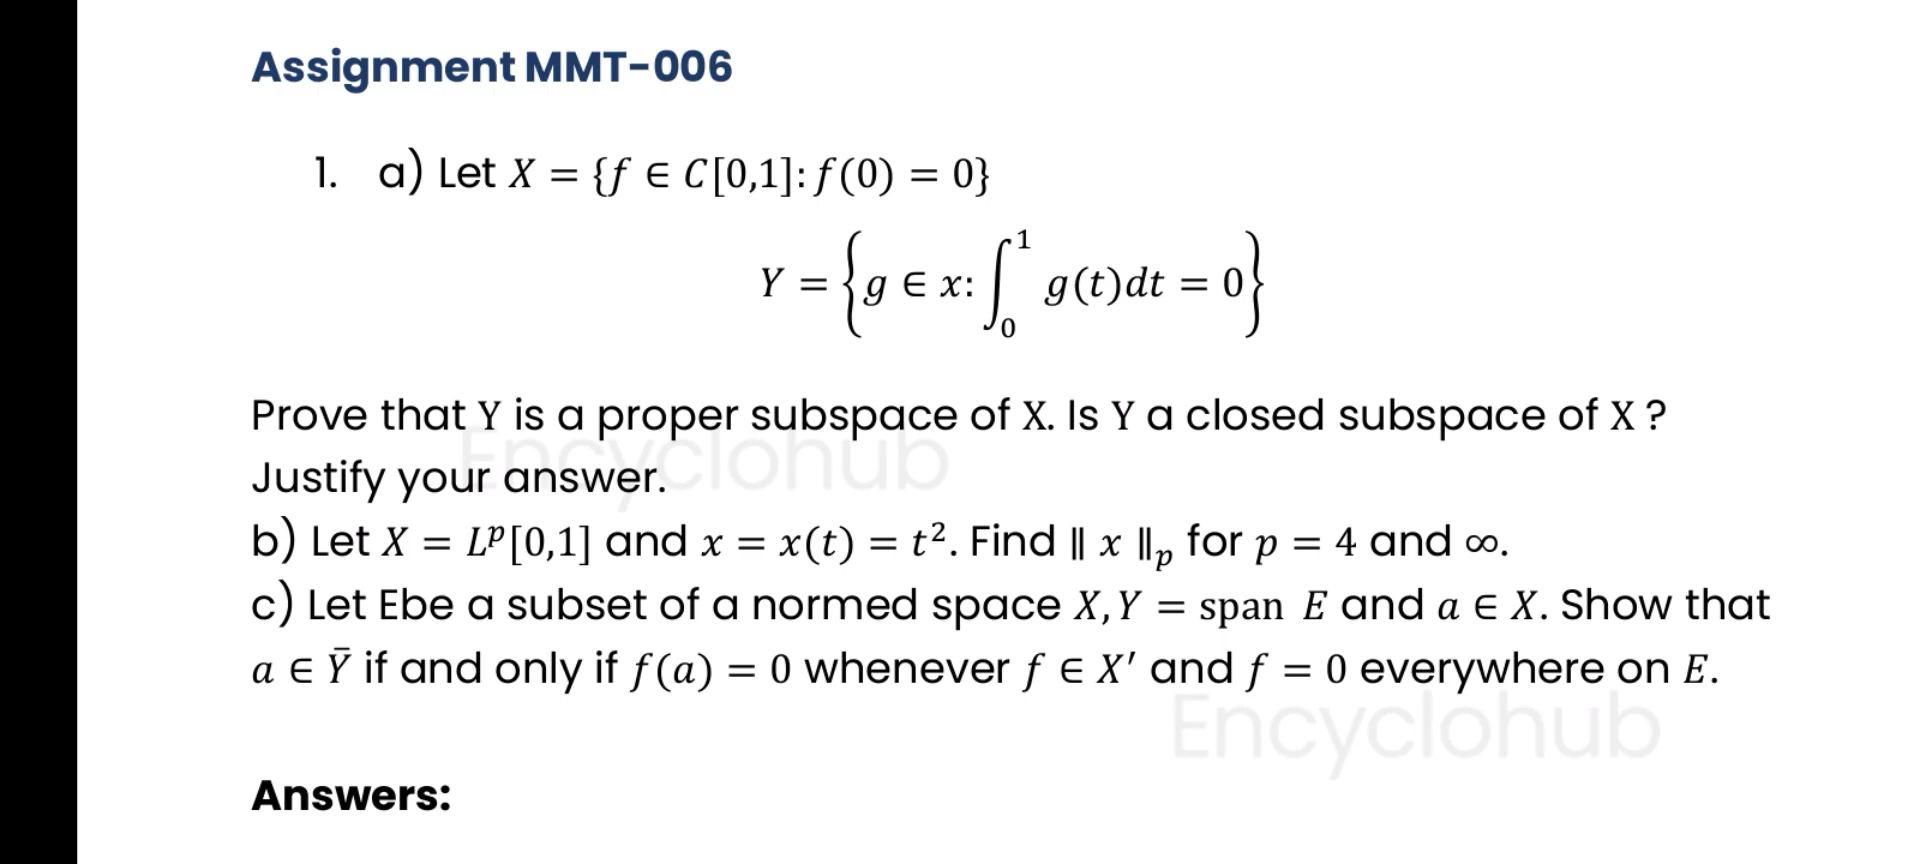 Assignment MMT-006
1. a) Let X = {f ∈ C[0,1]: f(0) = 0}
Y = {g ∈ x: ∫₀¹ g(t)dt = 0}
Prove that Y is a proper subspace of X. Is Y a closed subspace of X ?
Justify your answer.
Encyclohub
b) Let X = Lᵖ[0,1] and x = x(t) = t². Find ‖ x ‖ₚ for p = 4 and ∞.
c) Let Ebe a subset of a normed space X, Y = span E and a ∈ X. Show that
a ∈ Ȳ if and only if f(a) = 0 whenever f ∈ X′ and f = 0 everywhere on E.
Encyclohub
Answers: